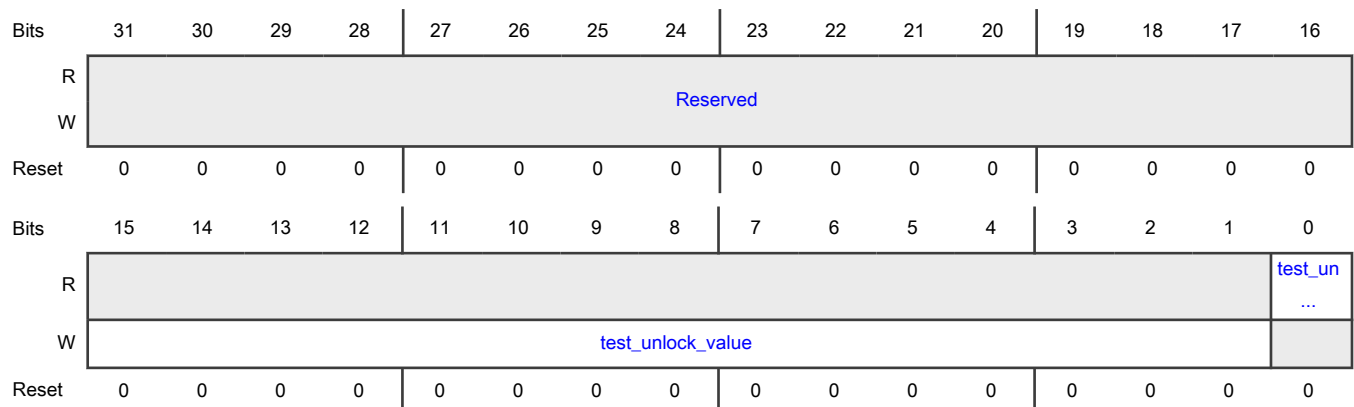 Bits 31 30 29 28 27 26 25 24 23 22 21 20 19 18 17 16
R
Reserved
W
Reset 0 0 0 0 0 0 0 0 0 0 0 0 0 0 0 0
Bits 15 14 13 12 11 10 9 8 7 6 5 4 3 2 1 0
R test_un
...
W test_unlock_value
Reset 0 0 0 0 0 0 0 0 0 0 0 0 0 0 0 0